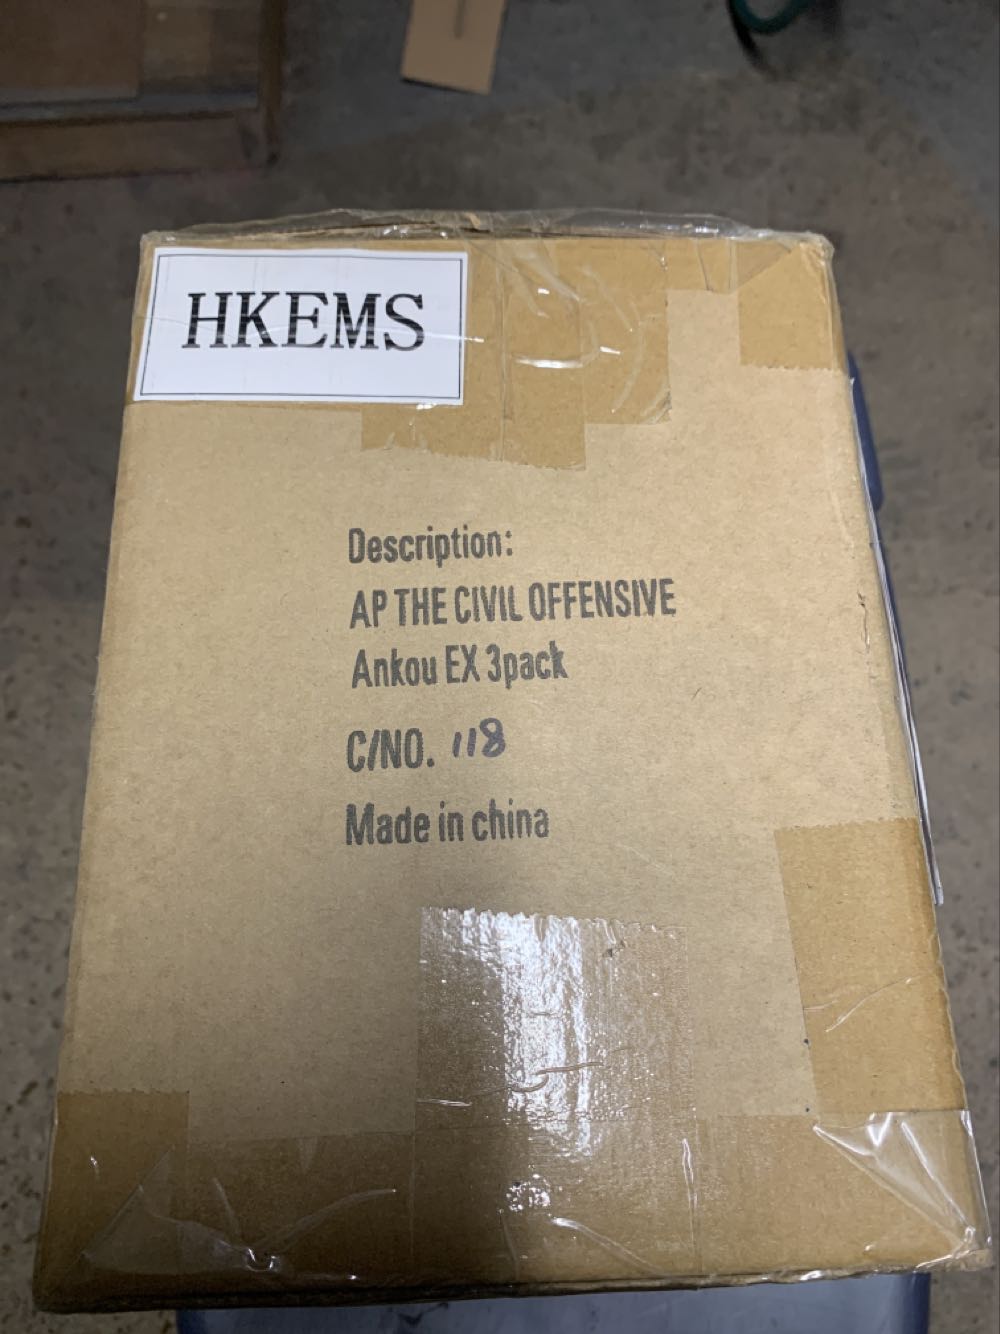 HKEMS
Description:
AP THE CIVIL OFFENSIVE
Ankou EX 3pack
C/NO. 118
Made in china